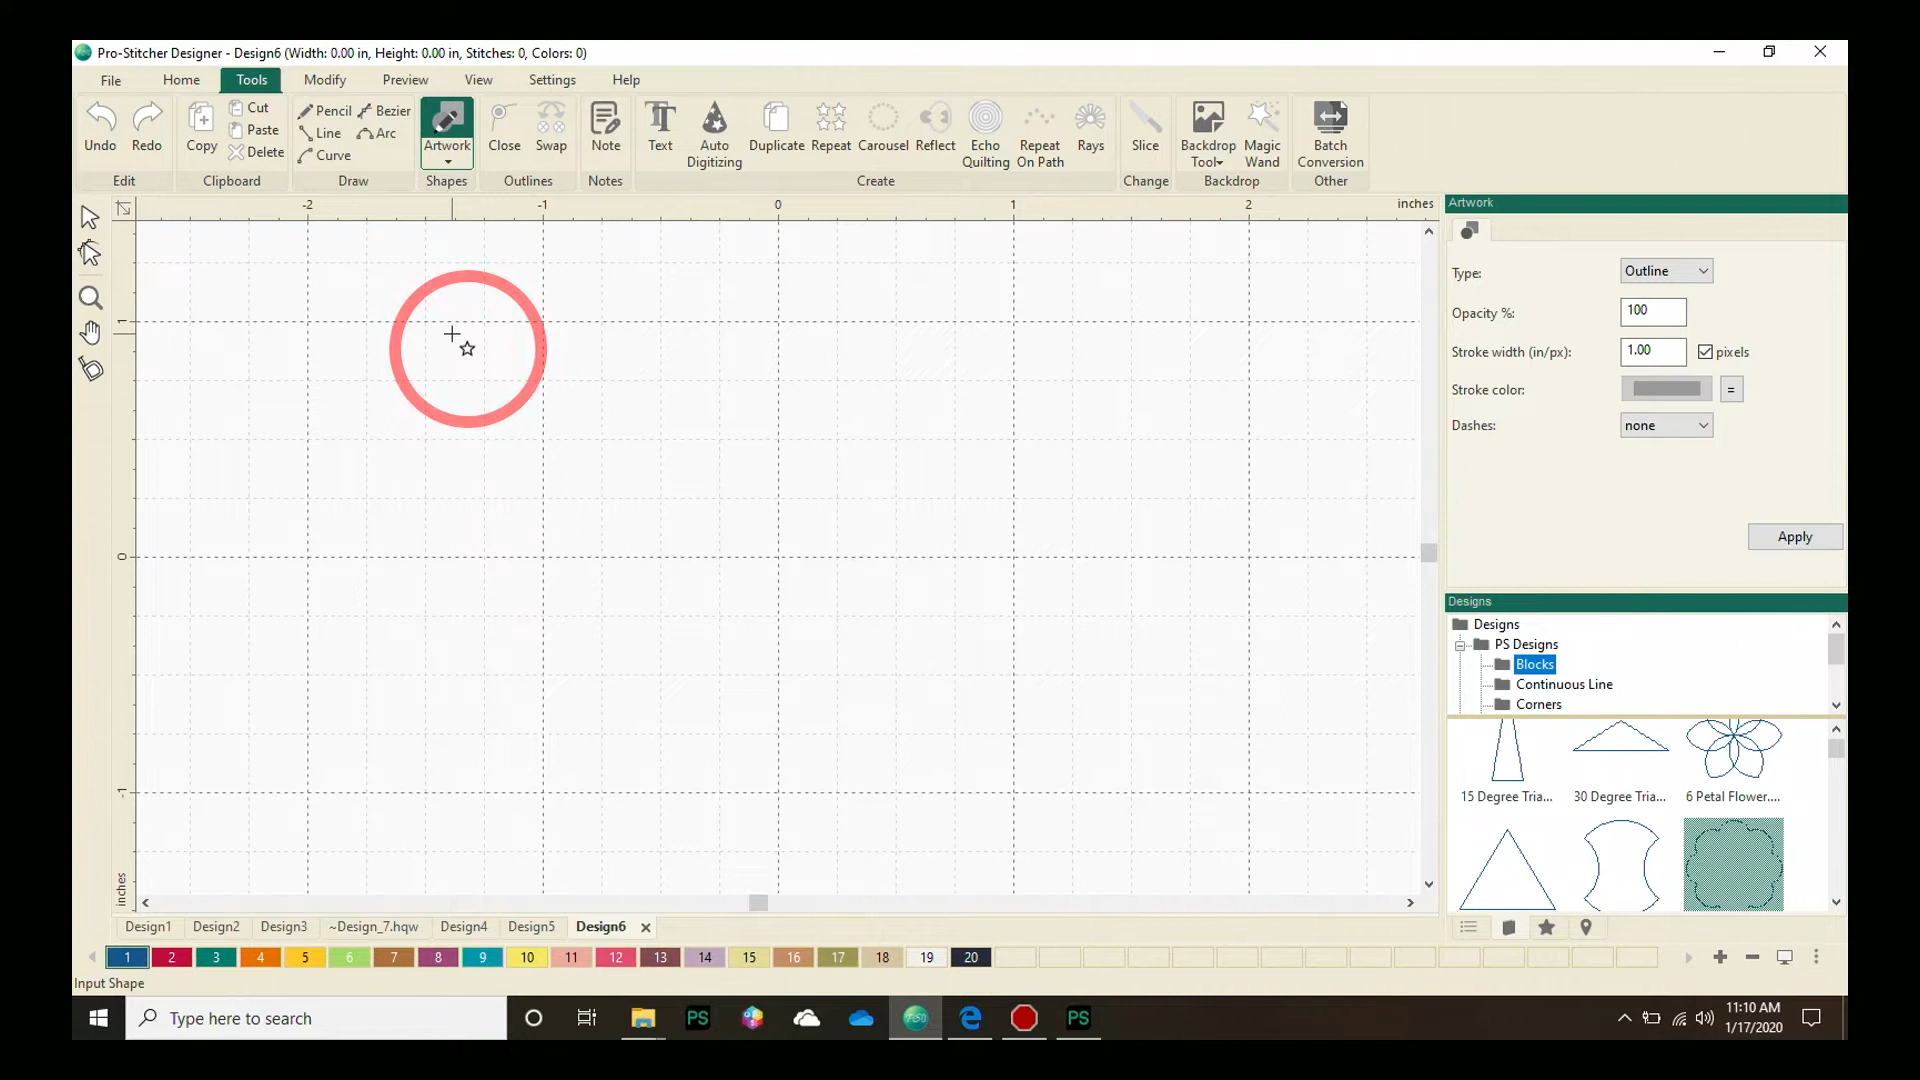 Pro-Stitcher Designer - Design6 (Width: 0.00 in, Height: 0.00 in, Stitches: 0, Colors: 0)
File Home Tools Modify Preview View Settings Help
Undo Redo Copy Cut Paste Delete Pencil Bezier Line Arc Curve Artwork Close Swap Note Text Auto Digitizing Duplicate Repeat Carousel Reflect Echo Quilting Repeat On Path Rays Slice Backdrop Tool Magic Wand Batch Conversion
Edit Clipboard Draw Shapes Outlines Notes Create Change Backdrop Other
-2 -1 0 1 2 inches
1
0
-1
inches
Artwork
Type: Outline
Opacity %: 100
Stroke width (in/px): 1.00 pixels
Stroke color: =
Dashes: none
Apply
Designs
Designs
PS Designs
Blocks
Continuous Line
Corners
15 Degree Tria... 30 Degree Tria... 6 Petal Flower....
Design1 Design2 Design3 ~Design_7.hqw Design4 Design5 Design6
1 2 3 4 5 6 7 8 9 10 11 12 13 14 15 16 17 18 19 20
Input Shape
Type here to search PS PS 11:10 AM
1/17/2020